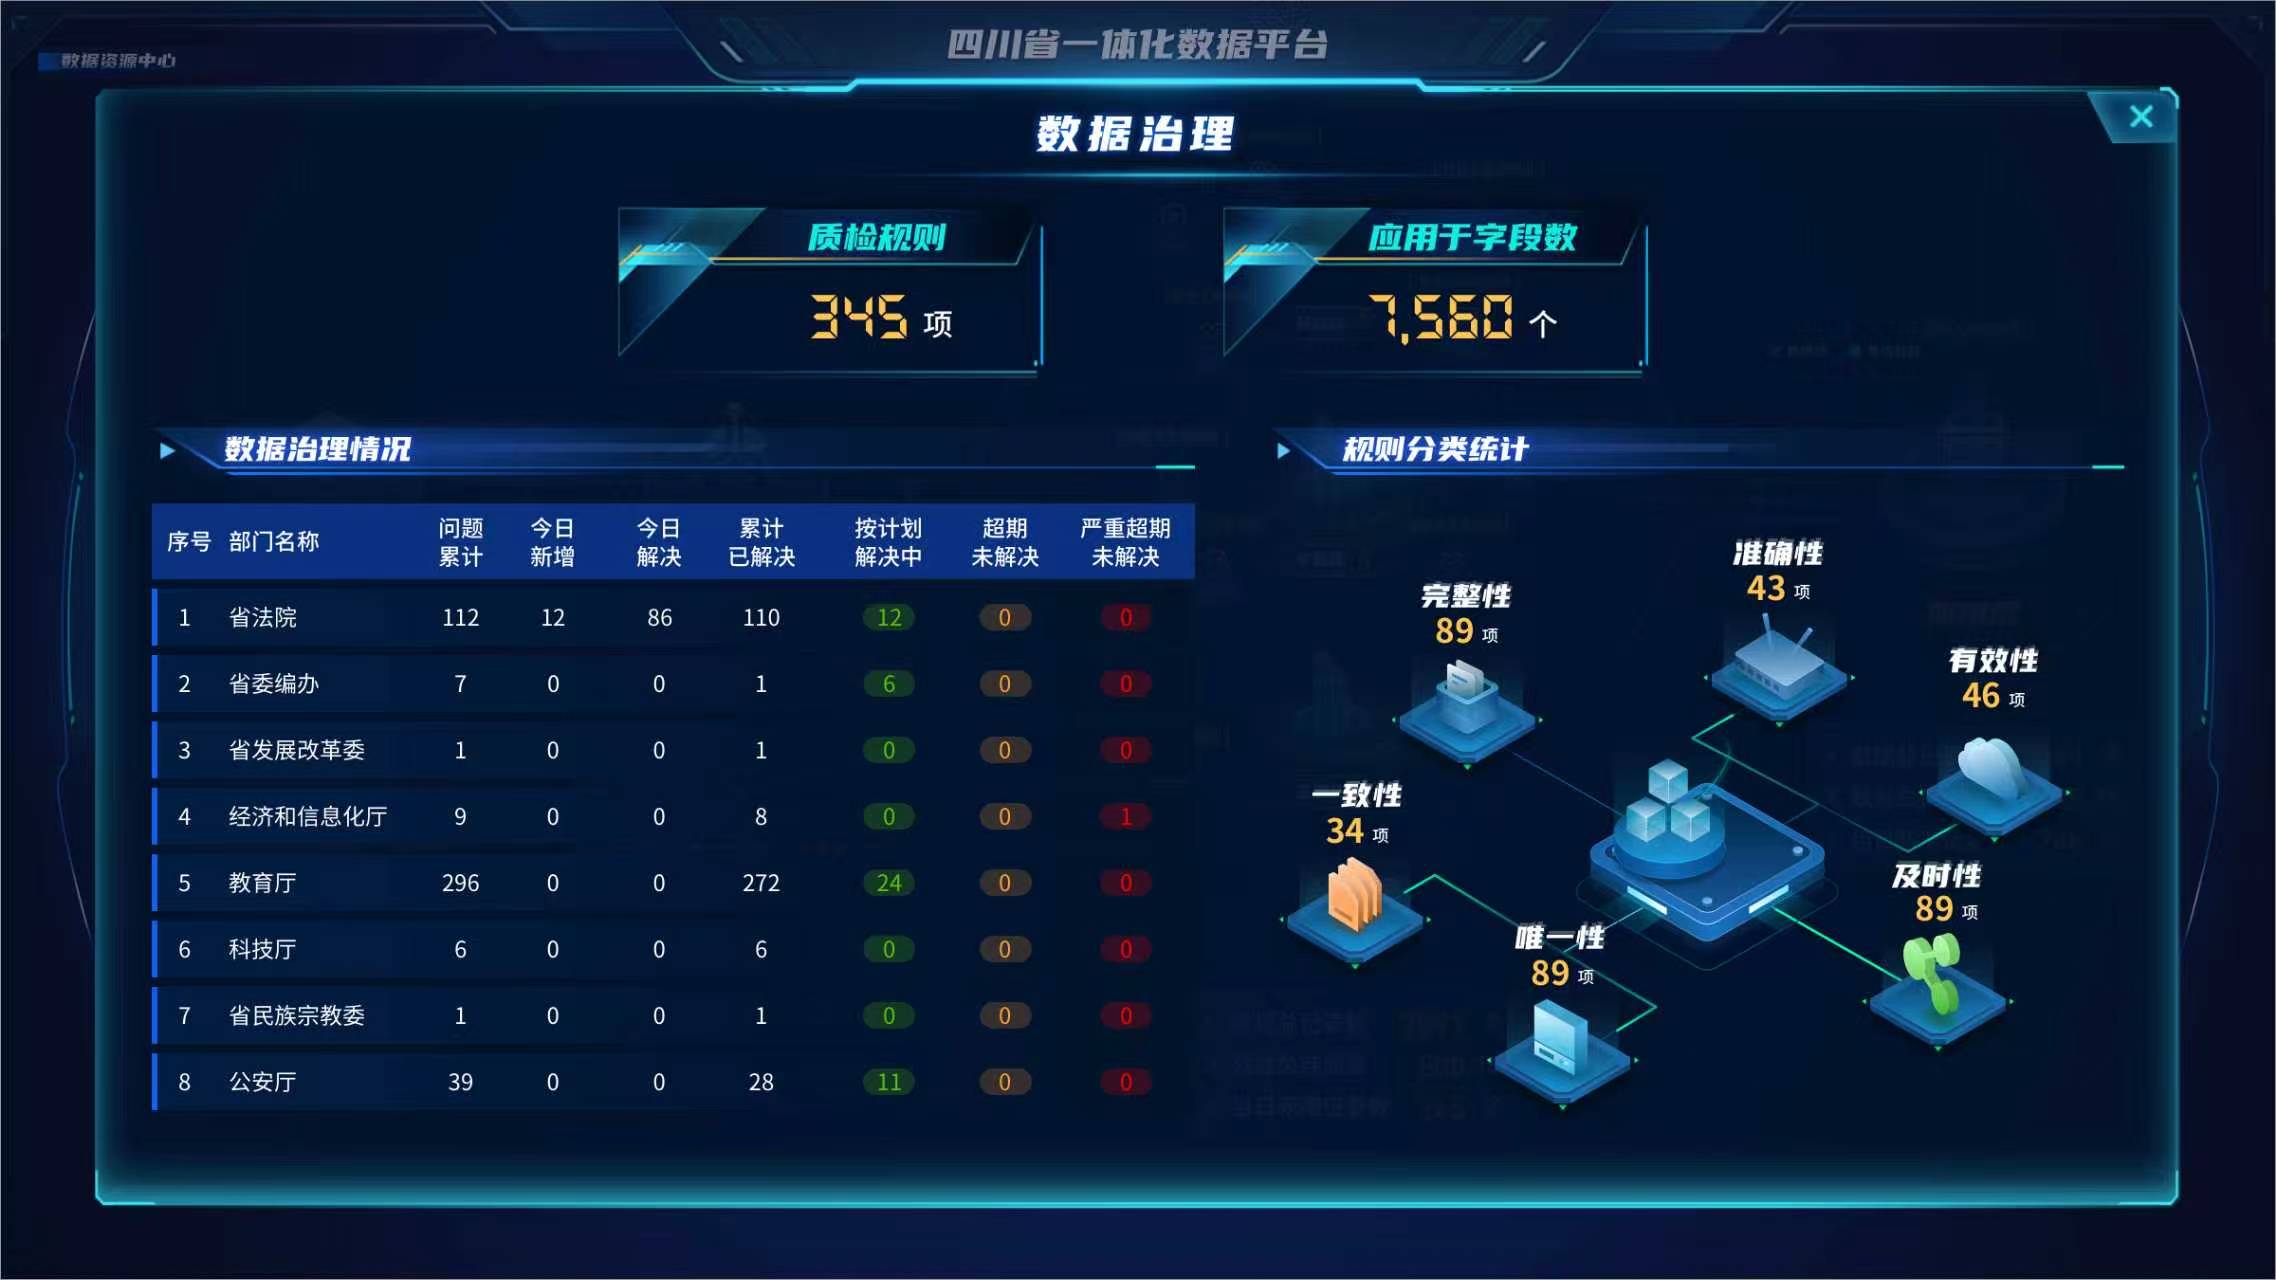 四川省一体化数据平台
数据资源中心
数据治理
质检规则
345 项
应用于字段数
7,560 个
数据治理情况
序号 部门名称 问题累计 今日新增 今日解决 累计已解决 按计划解决中 超期未解决 严重超期未解决
1 省法院 112 12 86 110 12 0 0
2 省委编办 7 0 0 1 6 0 0
3 省发展改革委 1 0 0 1 0 0 0
4 经济和信息化厅 9 0 0 8 0 0 1
5 教育厅 296 0 0 272 24 0 0
6 科技厅 6 0 0 6 0 0 0
7 省民族宗教委 1 0 0 1 0 0 0
8 公安厅 39 0 0 28 11 0 0
规则分类统计
准确性
43 项
完整性
89 项
有效性
46 项
一致性
34 项
及时性
89 项
唯一性
89 项